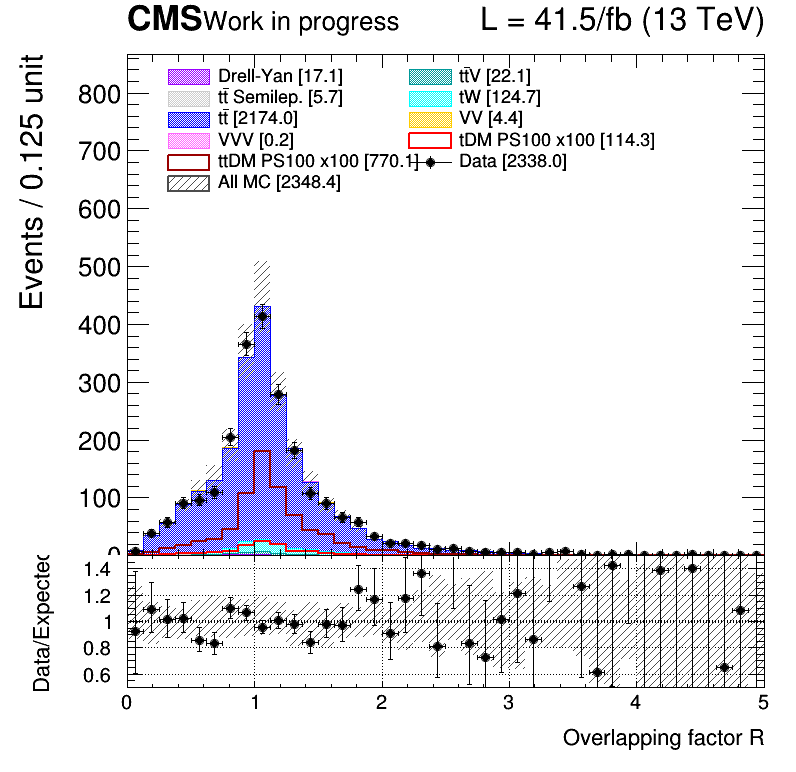 CMS Work in progress L = 41.5/fb (13 TeV)
Events / 0.125 unit
Drell-Yan [17.1] tt̄V [22.1]
tt̄ Semilep. [5.7] tW [124.7]
tt̄ [2174.0] VV [4.4]
VVV [0.2] tDM PS100 x100 [114.3]
ttDM PS100 x100 [770.1] Data [2338.0]
All MC [2348.4]
800
700
600
500
400
300
200
100
0
Data/Expected
1.4
1.2
1
0.8
0.6
0 1 2 3 4 5
Overlapping factor R